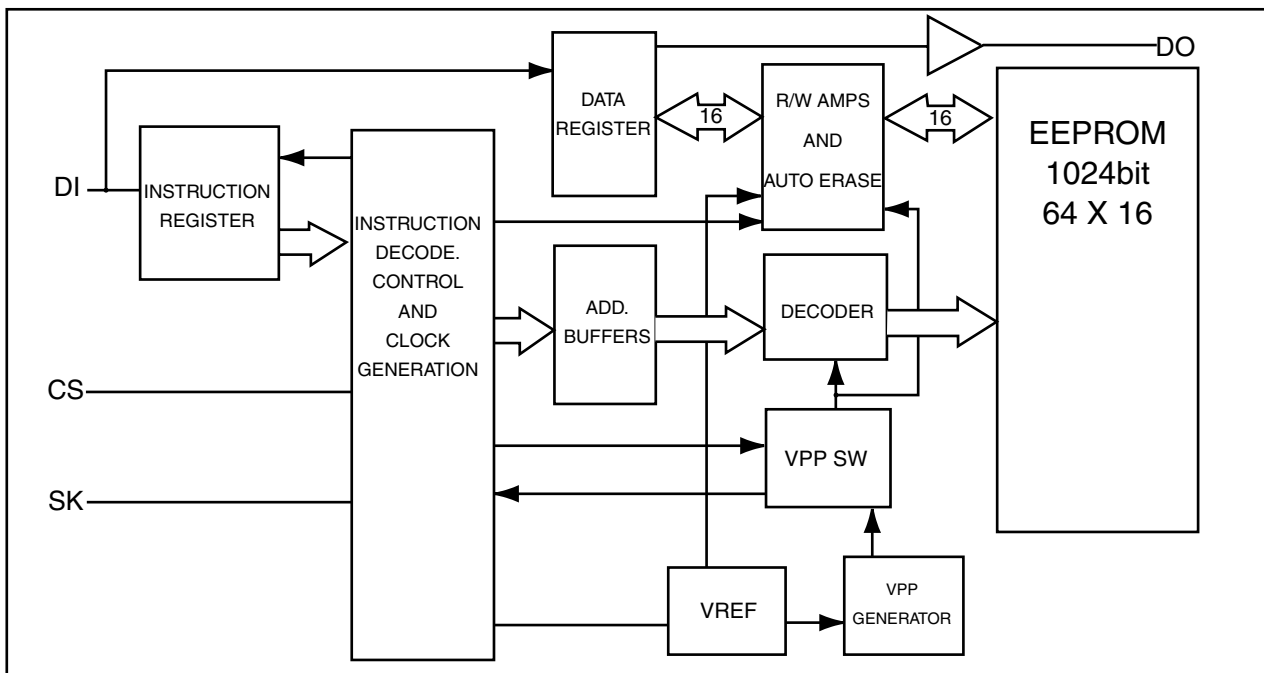 DO
DATA
REGISTER
16
R/W AMPS
AND
AUTO ERASE
16
EEPROM
1024bit
64 X 16
DI
INSTRUCTION
REGISTER
INSTRUCTION
DECODE.
CONTROL
AND
CLOCK
GENERATION
ADD.
BUFFERS
DECODER
CS
VPP SW
SK
VREF
VPP
GENERATOR